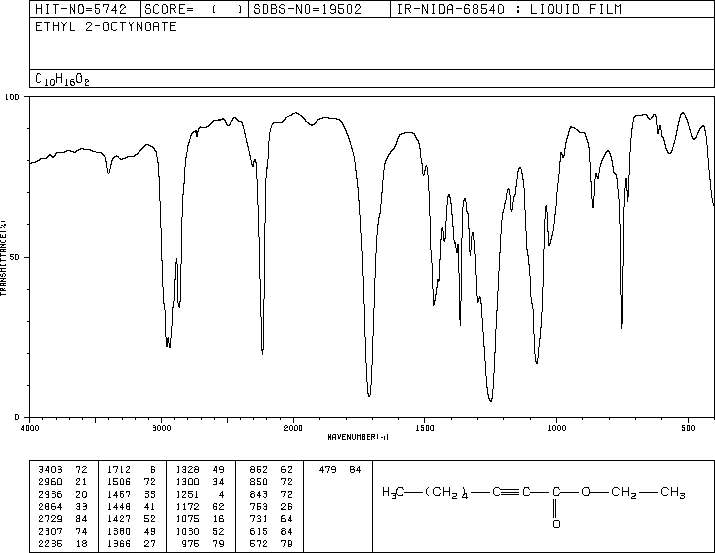 HIT-NO=5742 SCORE= ( ) SDBS-NO=19502 IR-NIDA-68540 : LIQUID FILM
ETHYL 2-OCTYNOATE
C10H16O2
100
50
0
TRANSMITTANCE(%)
4000 3000 2000 1500 1000 500
WAVENUMBER(-1)
3403 72 1712 6 1328 49 862 62 479 84
2960 21 1506 72 1300 34 850 72
2936 20 1467 33 1251 4 843 72
2864 33 1448 41 1172 62 753 26
2729 84 1427 52 1075 16 731 64
2307 74 1380 49 1030 52 615 84
2235 18 1366 27 975 79 572 79
H3C—(CH2)4—C≡C—C—O—CH2—CH3
O